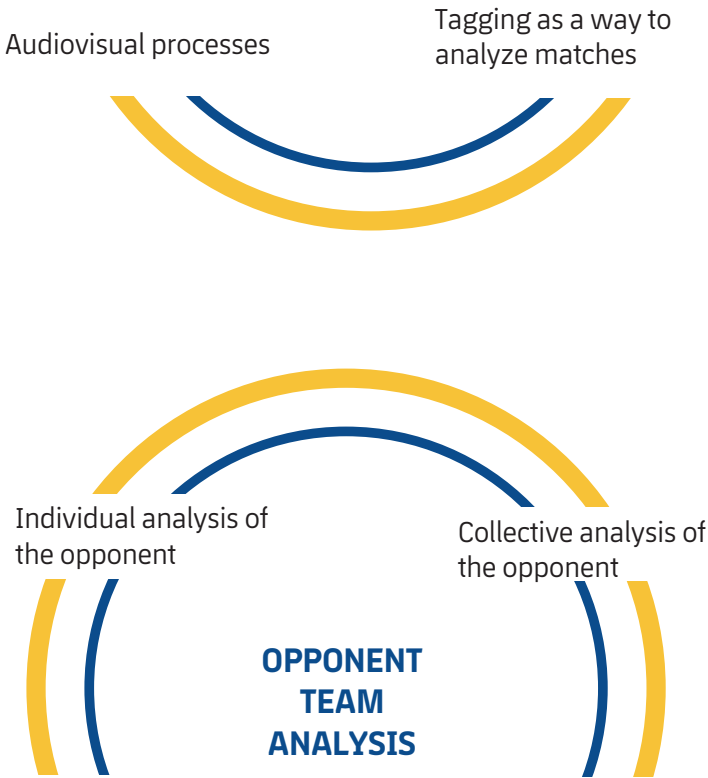 Audiovisual processes
Tagging as a way to
analyze matches
Individual analysis of
the opponent
Collective analysis of
the opponent
OPPONENT
TEAM
ANALYSIS